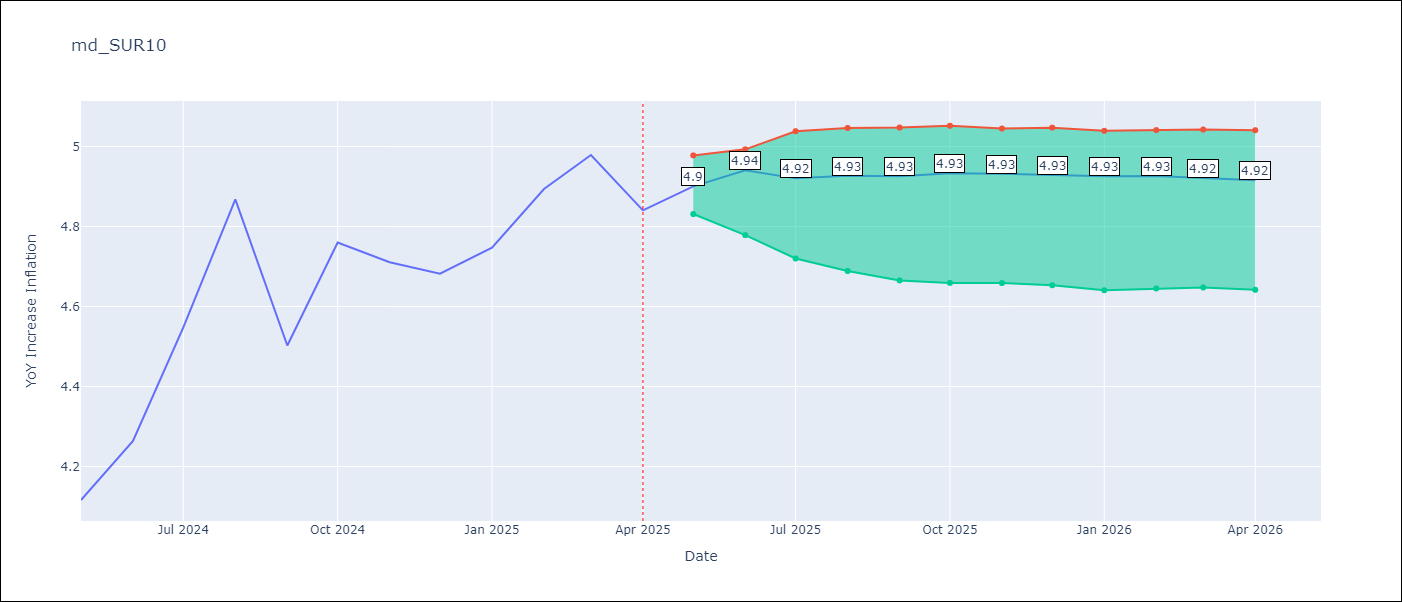 md_SUR10
YoY Increase Inflation
5
4.8
4.6
4.4
4.2
4.9
4.94
4.92
4.93
4.93
4.93
4.93
4.93
4.93
4.93
4.92
4.92
Jul 2024
Oct 2024
Jan 2025
Apr 2025
Jul 2025
Oct 2025
Jan 2026
Apr 2026
Date